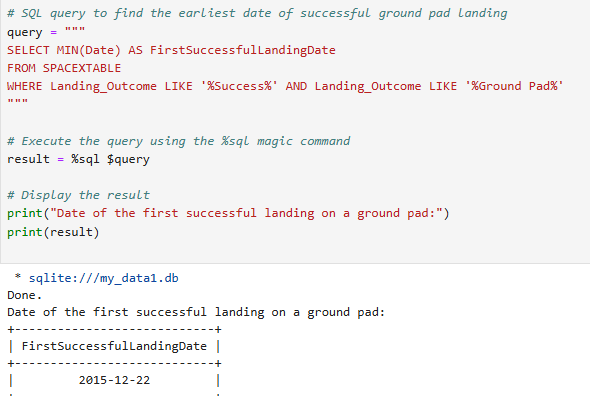 # SQL query to find the earliest date of successful ground pad landing
query = """
SELECT MIN(Date) AS FirstSuccessfulLandingDate
FROM SPACEXTABLE
WHERE Landing_Outcome LIKE '%Success%' AND Landing_Outcome LIKE '%Ground Pad%'
"""
# Execute the query using the %sql magic command
result = %sql $query
# Display the result
print("Date of the first successful landing on a ground pad:")
print(result)
* sqlite:///my_data1.db
Done.
Date of the first successful landing on a ground pad:
+----------------------------+
| FirstSuccessfulLandingDate |
+----------------------------+
|         2015-12-22         |